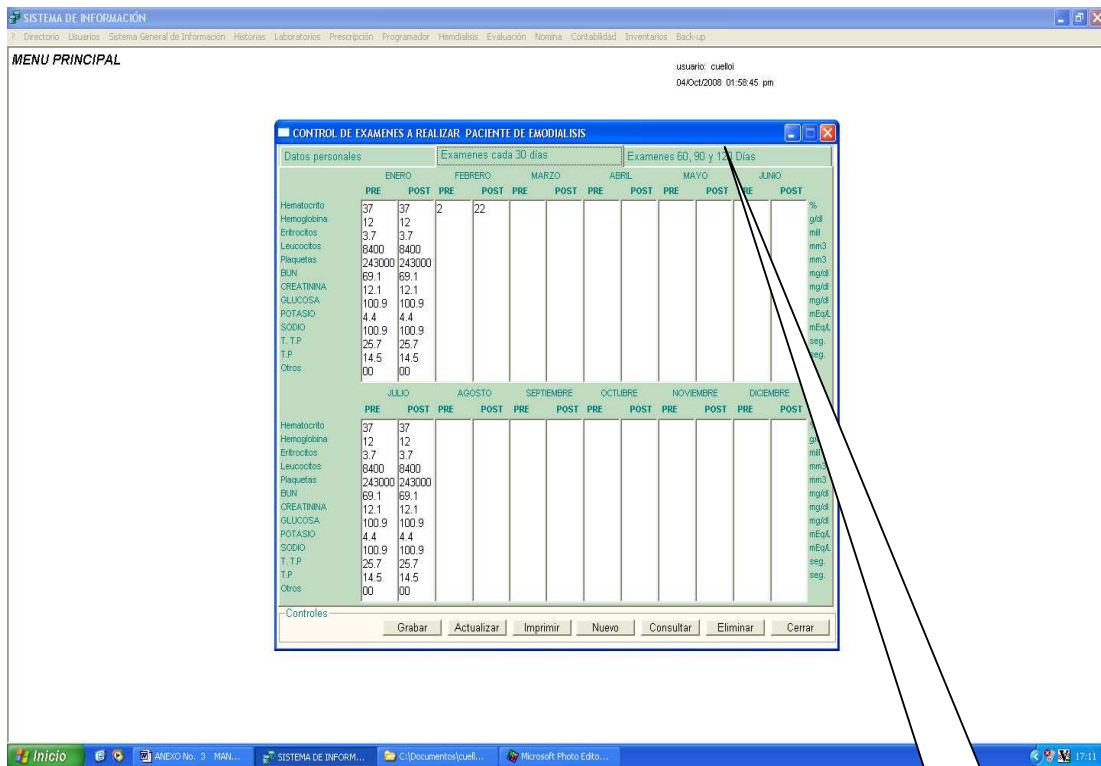 SISTEMA DE INFORMACIÓN
? Directorio Usuarios Sistema General de Información Historias Laboratorios Prescripción Programador Hemdialisis Evaluación Nomina Contabilidad Inventarios Back-up
MENU PRINCIPAL
usuario: cuelloi
04/Oct/2008 01:58:45 pm
CONTROL DE EXAMENES A REALIZAR PACIENTE DE EMODIALISIS
Datos personales Examenes cada 30 días Examenes 60, 90 y 120 Días
ENERO FEBRERO MARZO ABRIL MAYO JUNIO
PRE POST PRE POST PRE POST PRE POST PRE POST PRE POST
Hematocrito 37 37 2 22 %
Hemoglobina 12 12 g/dl
Eritrocitos 3.7 3.7 mill
Leucocitos 8400 8400 mm3
Plaquetas 243000 243000 mm3
BUN 69.1 69.1 mg/dl
CREATININA 12.1 12.1 mg/dl
GLUCOSA 100.9 100.9 mg/dl
POTASIO 4.4 4.4 mEq/L
SODIO 100.9 100.9 mEq/L
T. T.P 25.7 25.7 seg.
T.P 14.5 14.5 seg.
Otros 00 00
JULIO AGOSTO SEPTIEMBRE OCTUBRE NOVIEMBRE DICIEMBRE
PRE POST PRE POST PRE POST PRE POST PRE POST PRE POST
Hematocrito 37 37 %
Hemoglobina 12 12 g/dl
Eritrocitos 3.7 3.7 mill
Leucocitos 8400 8400 mm3
Plaquetas 243000 243000 mm3
BUN 69.1 69.1 mg/dl
CREATININA 12.1 12.1 mg/dl
GLUCOSA 100.9 100.9 mg/dl
POTASIO 4.4 4.4 mEq/L
SODIO 100.9 100.9 mEq/L
T. T.P 25.7 25.7 seg.
T.P 14.5 14.5 seg.
Otros 00 00
Controles
Grabar Actualizar Imprimir Nuevo Consultar Eliminar Cerrar
Inicio ANEXO No. 3 MAN... SISTEMA DE INFORM... C:\Documentos\cuell... Microsoft Photo Edito... 17:11